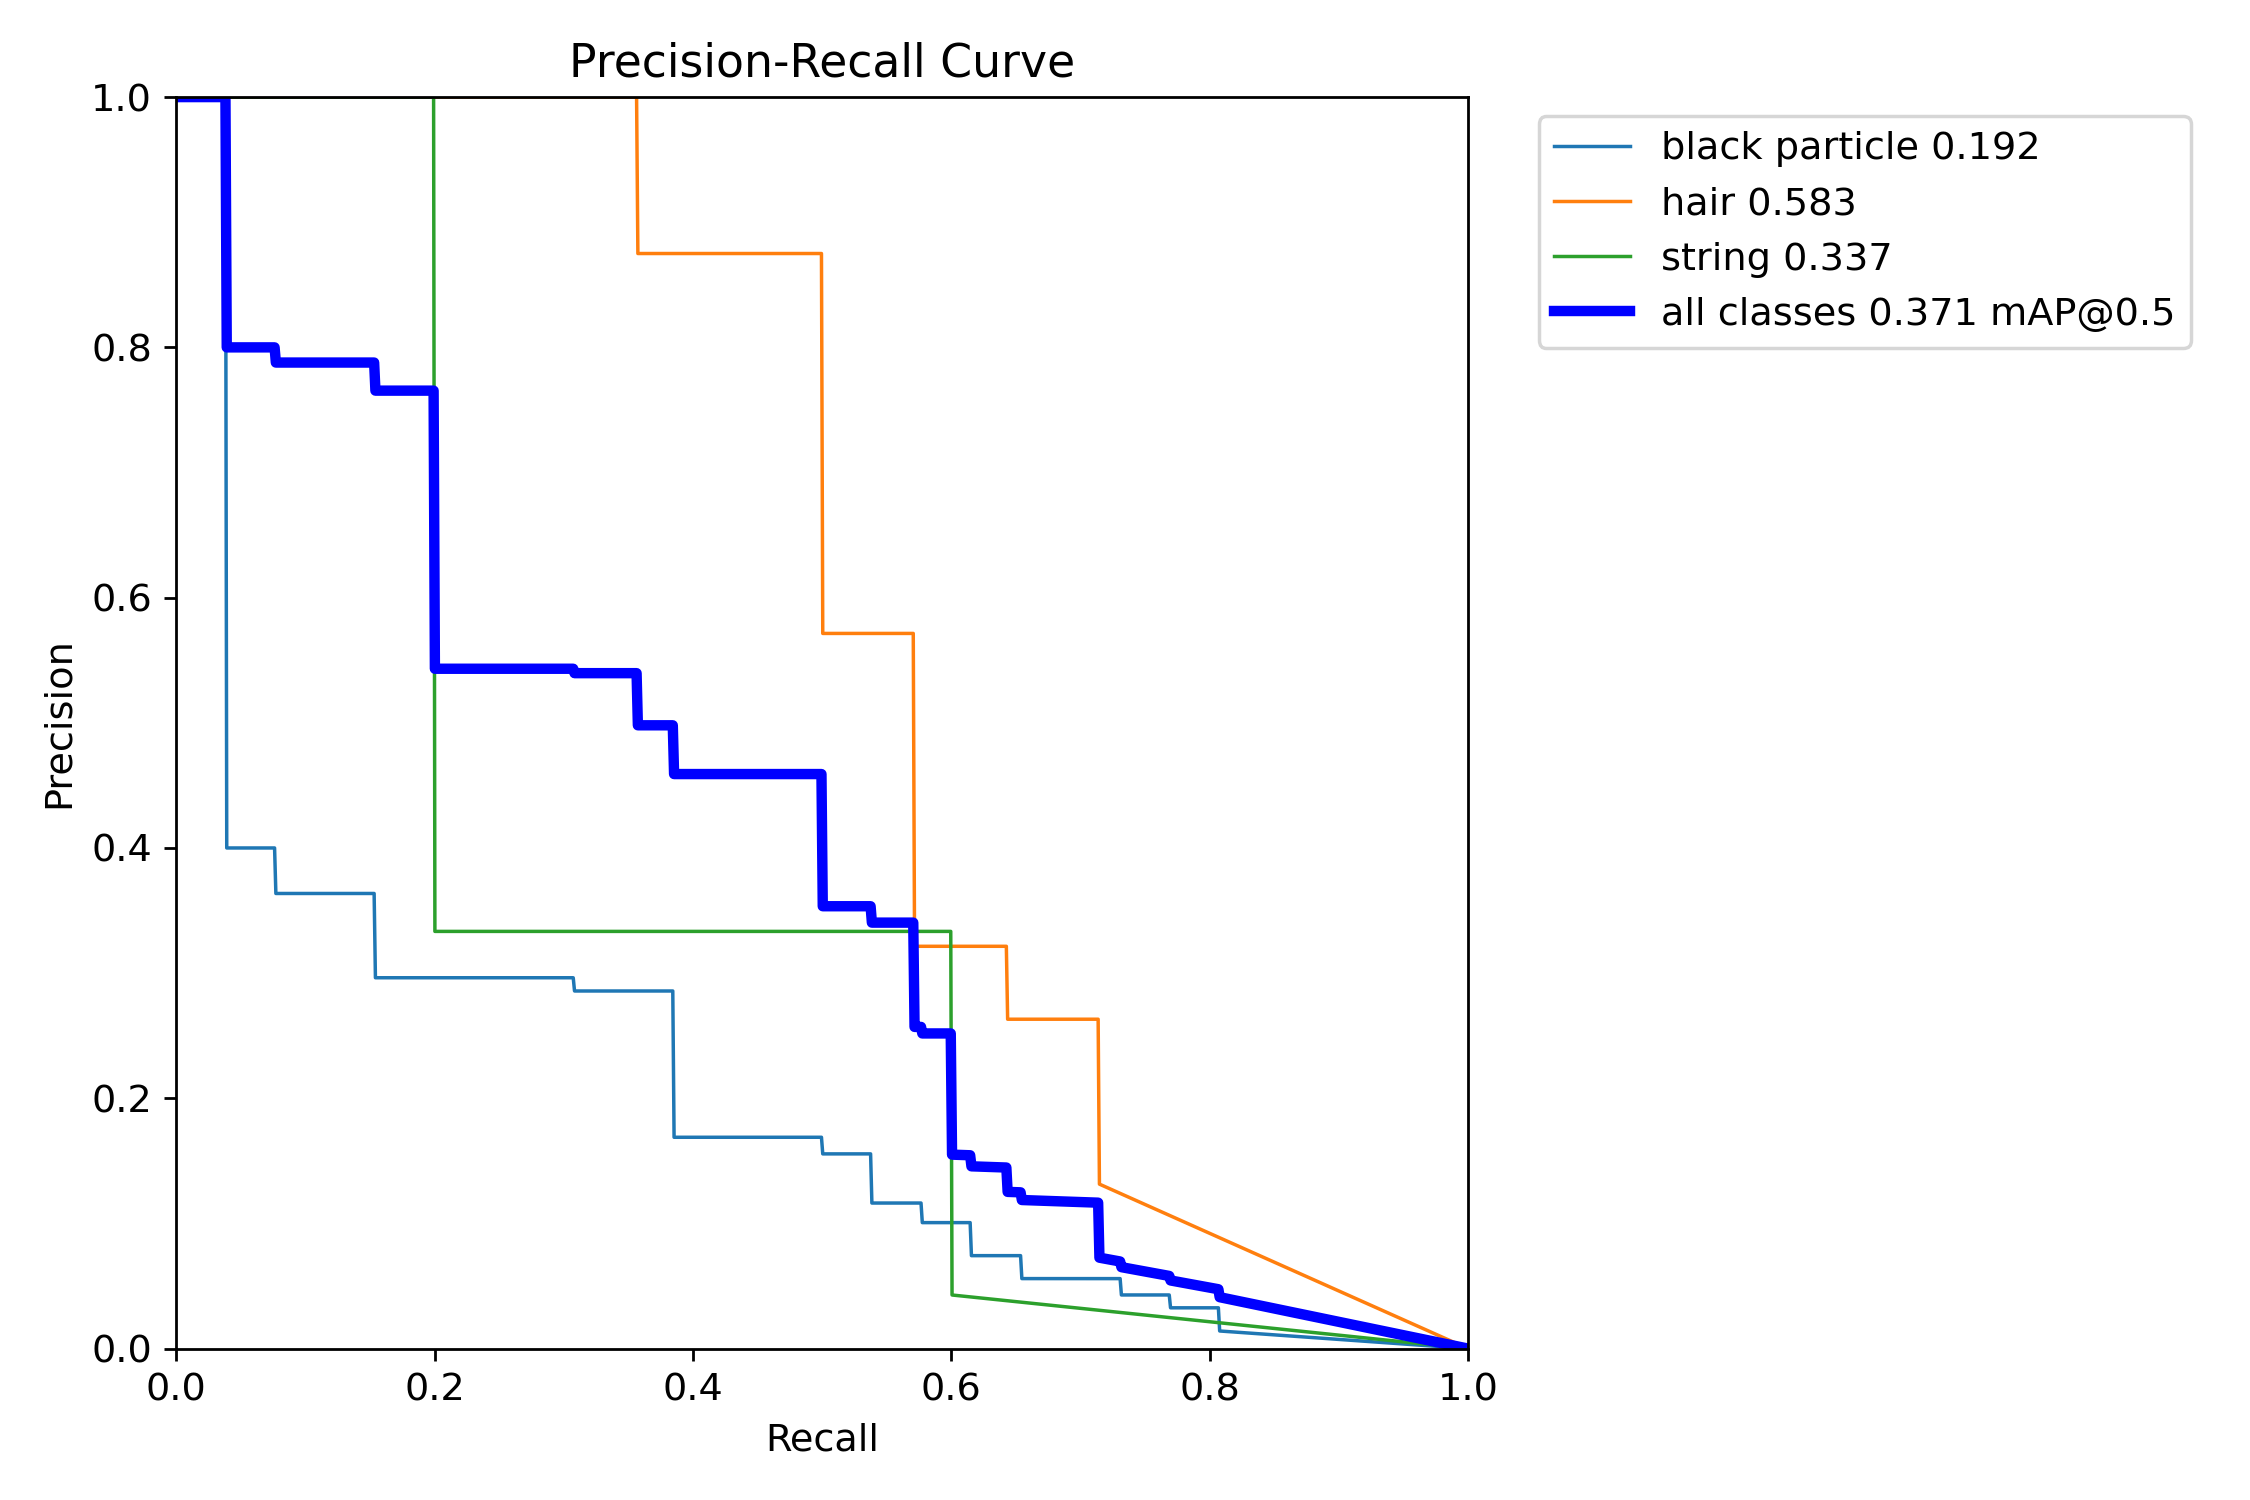 Precision-Recall Curve
1.0
0.8
0.6
0.4
0.2
0.0
Precision
0.0 0.2 0.4 0.6 0.8 1.0
Recall
black particle 0.192
hair 0.583
string 0.337
all classes 0.371 mAP@0.5